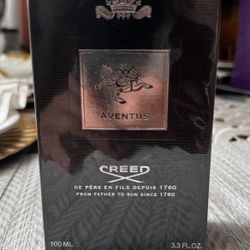 AVENTUS
CREED
DE PÈRE EN FILS DEPUIS 1760
FROM FATHER TO SON SINCE 1760
100 ML 3.3 FL.OZ